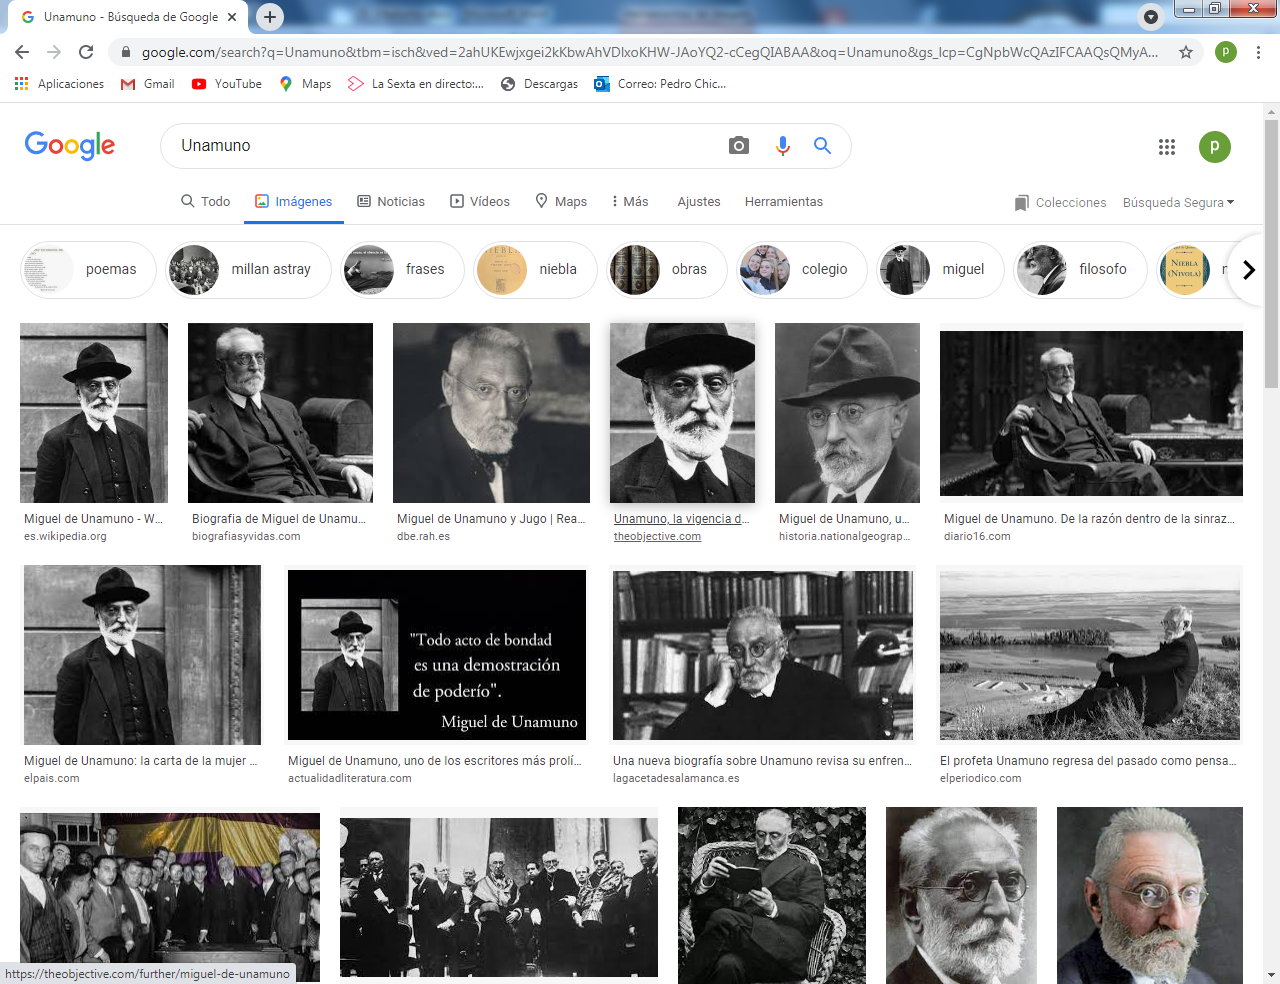 Unamuno - Búsqueda de Google
google.com/search?q=Unamuno&tbm=isch&ved=2ahUKEwjxgei2kKbwAhVDlxoKHW-JAoYQ2-cCegQIABAA&oq=Unamuno&gs_lcp=CgNpbWcQAzIFCAAQsQMyA...
p
Aplicaciones
Gmail
YouTube
Maps
La Sexta en directo:...
Descargas
Correo: Pedro Chic...
Google
Unamuno
p
Todo
Imágenes
Noticias
Vídeos
Maps
Más
Ajustes
Herramientas
Colecciones
Búsqueda Segura
poemas
millan astray
frases
niebla
obras
colegio
miguel
filosofo
NIEBLA
(NIVOLA)
Miguel de Unamuno - W...
es.wikipedia.org
Biografia de Miguel de Unamu...
biografiasyvidas.com
Miguel de Unamuno y Jugo | Rea...
dbe.rah.es
Unamuno, la vigencia d...
theobjective.com
Miguel de Unamuno, u...
historia.nationalgeograp...
Miguel de Unamuno. De la razón dentro de la sinraz...
diario16.com
"Todo acto de bondad
es una demostración
de poderío".
Miguel de Unamuno
Miguel de Unamuno: la carta de la mujer ...
elpais.com
Miguel de Unamuno, uno de los escritores más prolí...
actualidadliteratura.com
Una nueva biografía sobre Unamuno revisa su enfren...
lagacetadesalamanca.es
El profeta Unamuno regresa del pasado como pensa...
elperiodico.com
https://theobjective.com/further/miguel-de-unamuno